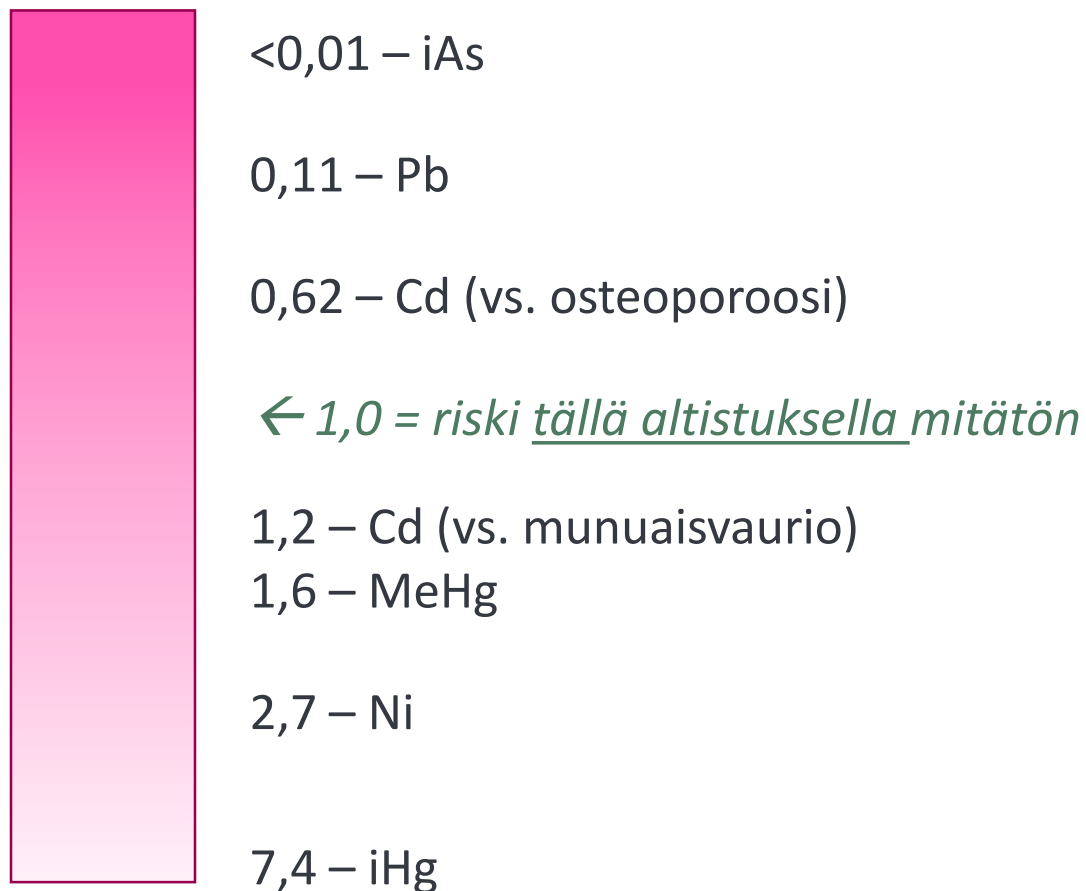 <0,01 – iAs
0,11 – Pb
0,62 – Cd (vs. osteoporoosi)
← 1,0 = riski tällä altistuksella mitätön
1,2 – Cd (vs. munuaisvaurio)
1,6 – MeHg
2,7 – Ni
7,4 – iHg